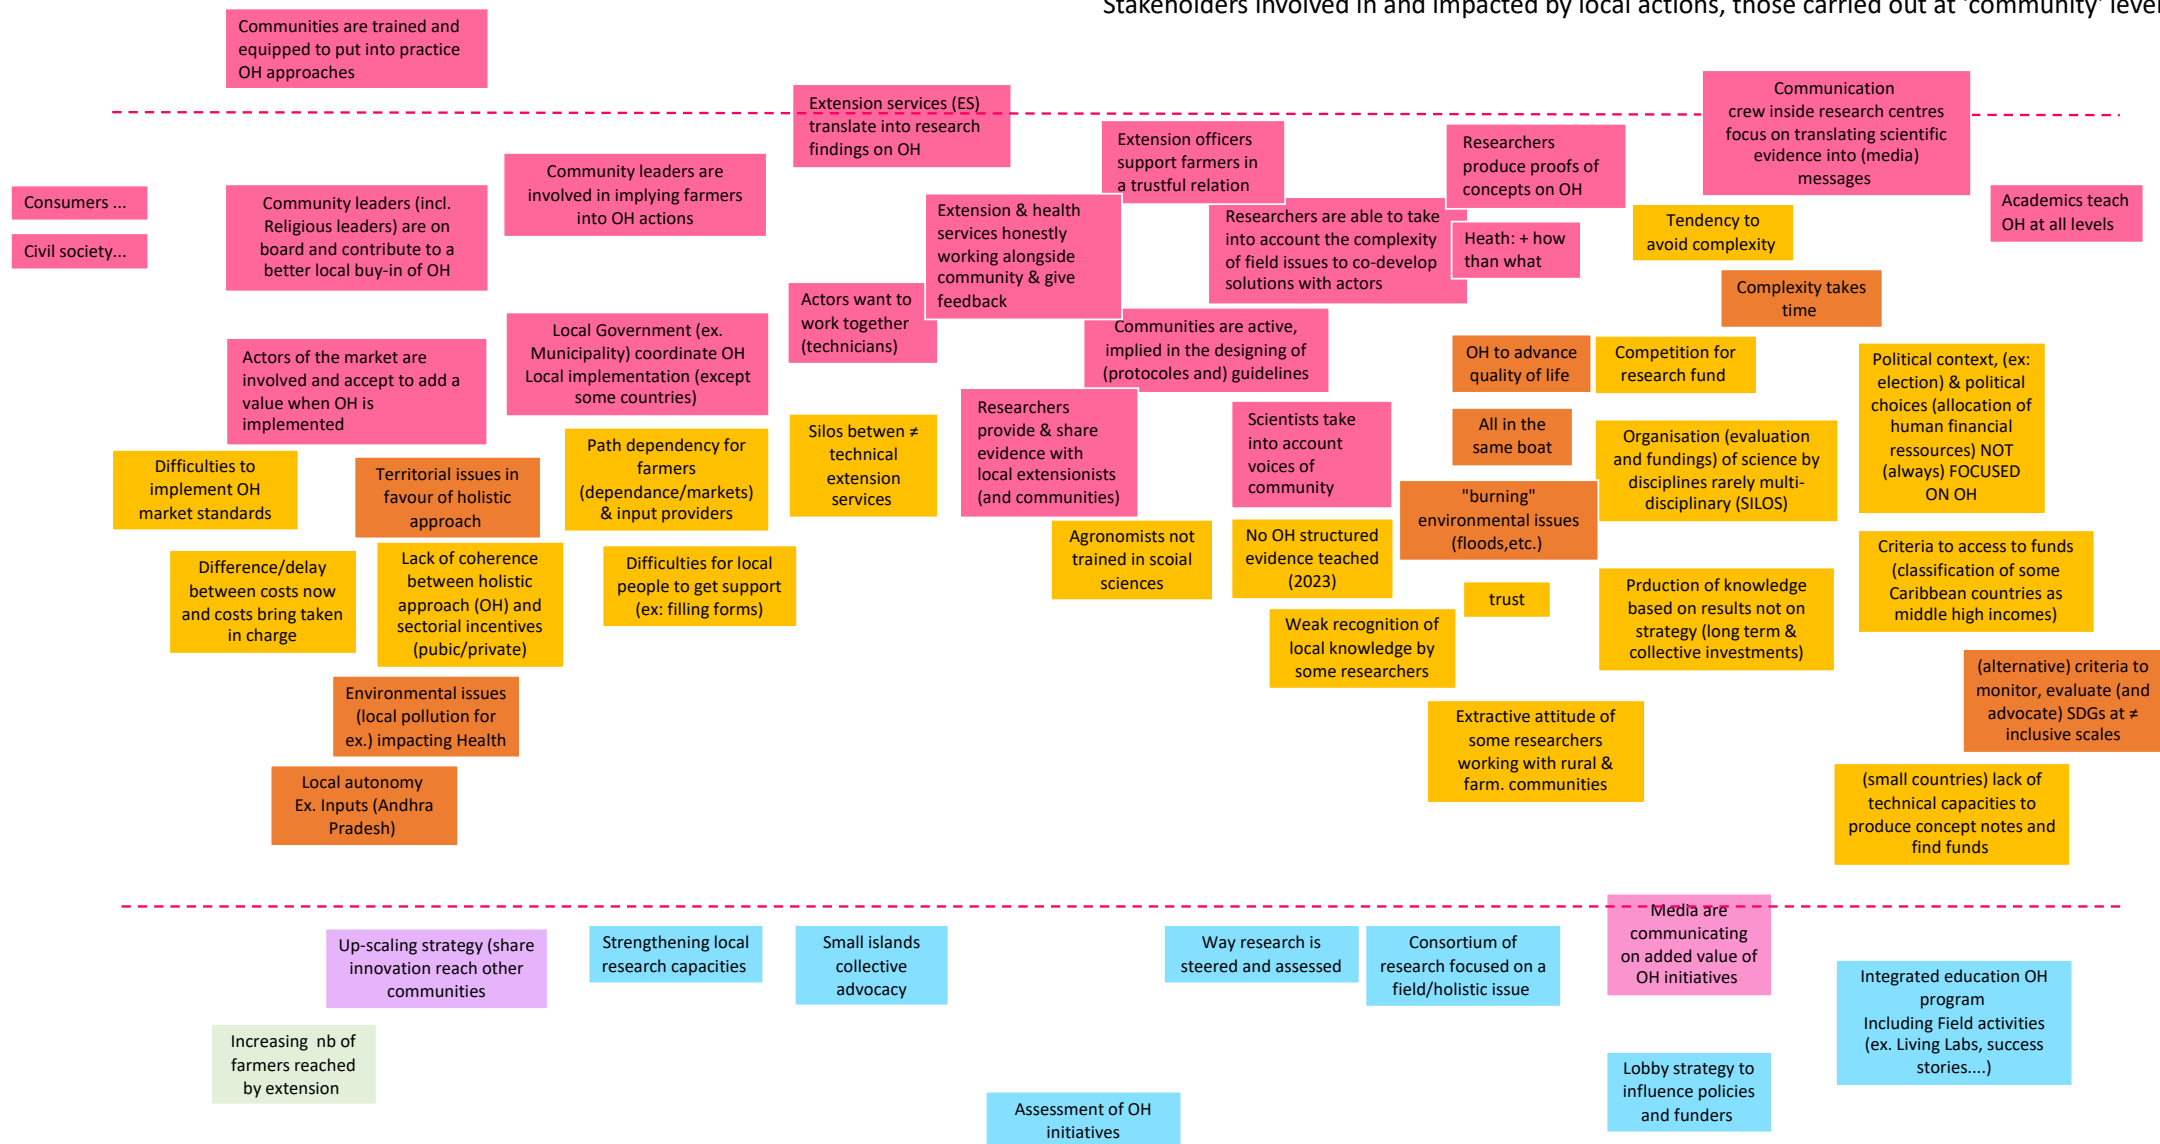 Stakeholders involved in and impacted by local actions, those carried out at 'community' level
Communities are trained and
equipped to put into practice
OH approaches
Extension services (ES)
translate into research
findings on OH
Communication
crew inside research centres
focus on translating scientific
evidence into (media)
messages
Extension officers
support farmers in
a trustful relation
Researchers
produce proofs of
concepts on OH
Community leaders are
involved in implying farmers
into OH actions
Consumers ...
Civil society...
Community leaders (incl.
Religious leaders) are on
board and contribute to a
better local buy-in of OH
Extension & health
services honestly
working alongside
community & give
feedback
Researchers are able to take
into account the complexity
of field issues to co-develop
solutions with actors
Heath: + how
than what
Tendency to
avoid complexity
Academics teach
OH at all levels
Complexity takes
time
Actors want to
work together
(technicians)
Local Government (ex.
Municipality) coordinate OH
Local implementation (except
some countries)
Communities are active,
implied in the designing of
(protocoles and) guidelines
Actors of the market are
involved and accept to add a
value when OH is
implemented
OH to advance
quality of life
Competition for
research fund
Political context, (ex:
election) & political
choices (allocation of
human financial
ressources) NOT
(always) FOCUSED
ON OH
Researchers
provide & share
evidence with
local extensionists
(and communities)
Scientists take
into account
voices of
community
All in the
same boat
Organisation (evaluation
and fundings) of science by
disciplines rarely multi-
disciplinary (SILOS)
Silos betwen ≠
technical
extension
services
Path dependency for
farmers
(dependance/markets)
& input providers
Difficulties to
implement OH
market standards
Territorial issues in
favour of holistic
approach
"burning"
environmental issues
(floods,etc.)
Agronomists not
trained in scoial
sciences
No OH structured
evidence teached
(2023)
Criteria to access to funds
(classification of some
Caribbean countries as
middle high incomes)
Difference/delay
between costs now
and costs bring taken
in charge
Lack of coherence
between holistic
approach (OH) and
sectorial incentives
(pubic/private)
Difficulties for local
people to get support
(ex: filling forms)
trust
Prduction of knowledge
based on results not on
strategy (long term &
collective investments)
Weak recognition of
local knowledge by
some researchers
(alternative) criteria to
monitor, evaluate (and
advocate) SDGs at ≠
inclusive scales
Environmental issues
(local pollution for
ex.) impacting Health
Extractive attitude of
some researchers
working with rural &
farm. communities
Local autonomy
Ex. Inputs (Andhra
Pradesh)
(small countries) lack of
technical capacities to
produce concept notes and
find funds
Up-scaling strategy (share
innovation reach other
communities
Strengthening local
research capacities
Small islands
collective
advocacy
Way research is
steered and assessed
Consortium of
research focused on a
field/holistic issue
Media are
communicating
on added value of
OH initiatives
Integrated education OH
program
Including Field activities
(ex. Living Labs, success
stories....)
Increasing nb of
farmers reached
by extension
Lobby strategy to
influence policies
and funders
Assessment of OH
initiatives